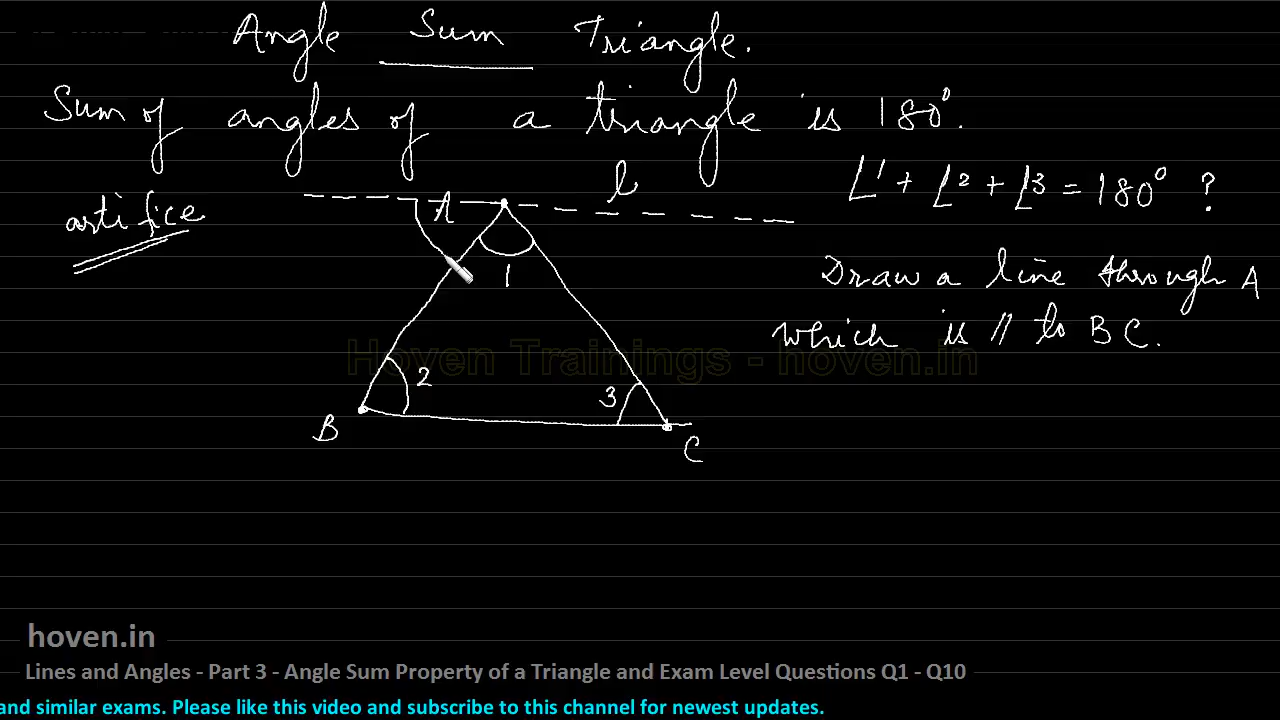 Angle Sum Triangle.
Sum of angles of a triangle is 180°.
∠1 + ∠2 + ∠3 = 180° ?
artifice
A
l
1
Draw a line through A
which is // to BC.
Hoven Trainings - hoven.in
2
3
B
C
hoven.in
Lines and Angles - Part 3 - Angle Sum Property of a Triangle and Exam Level Questions Q1 - Q10
and similar exams. Please like this video and subscribe to this channel for newest updates.